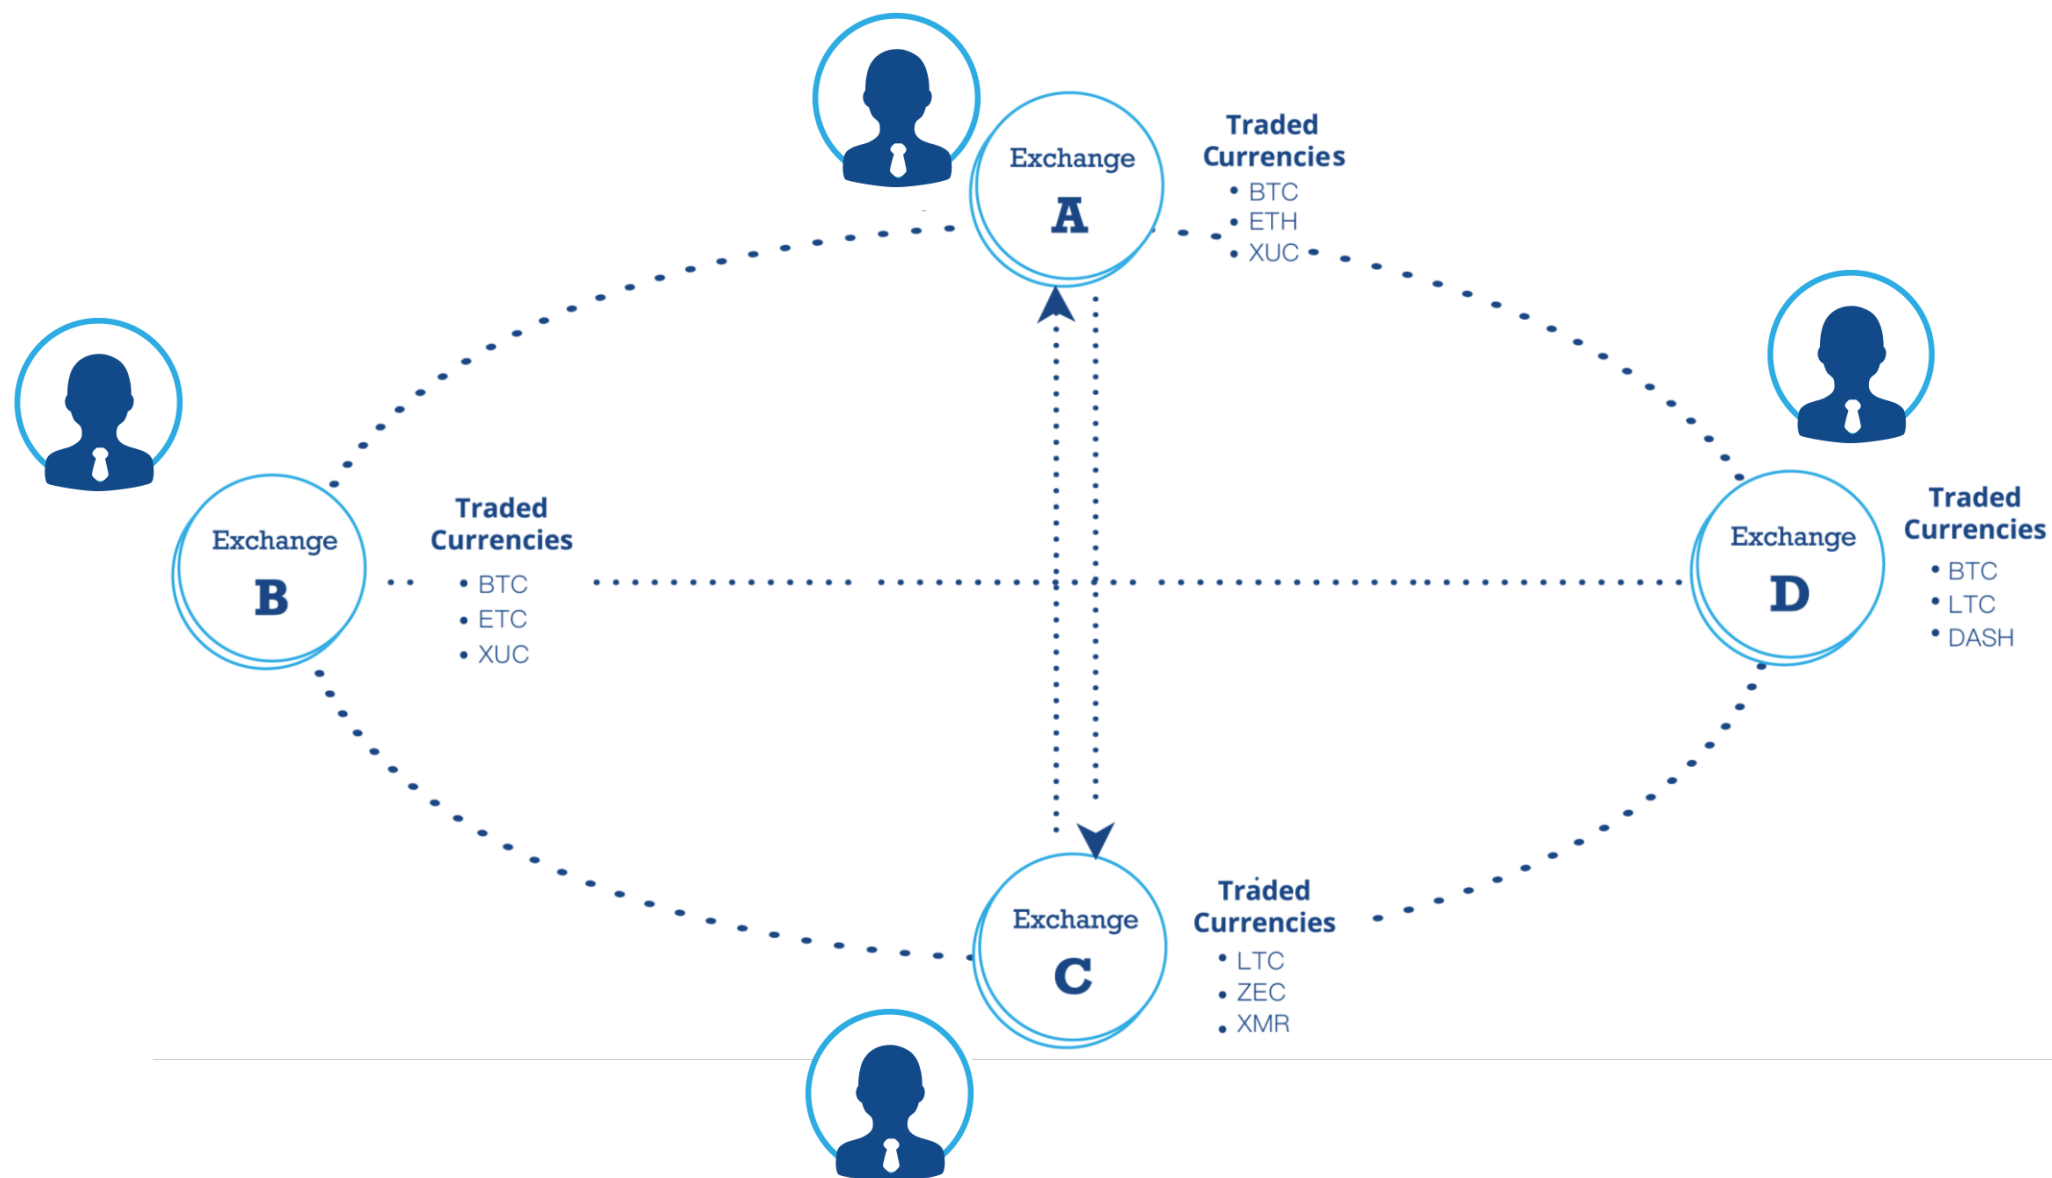 Exchange
A
Traded
Currencies
• BTC
• ETH
• XUC
Exchange
B
Traded
Currencies
• BTC
• ETC
• XUC
Exchange
D
Traded
Currencies
• BTC
• LTC
• DASH
Exchange
C
Traded
Currencies
• LTC
• ZEC
• XMR